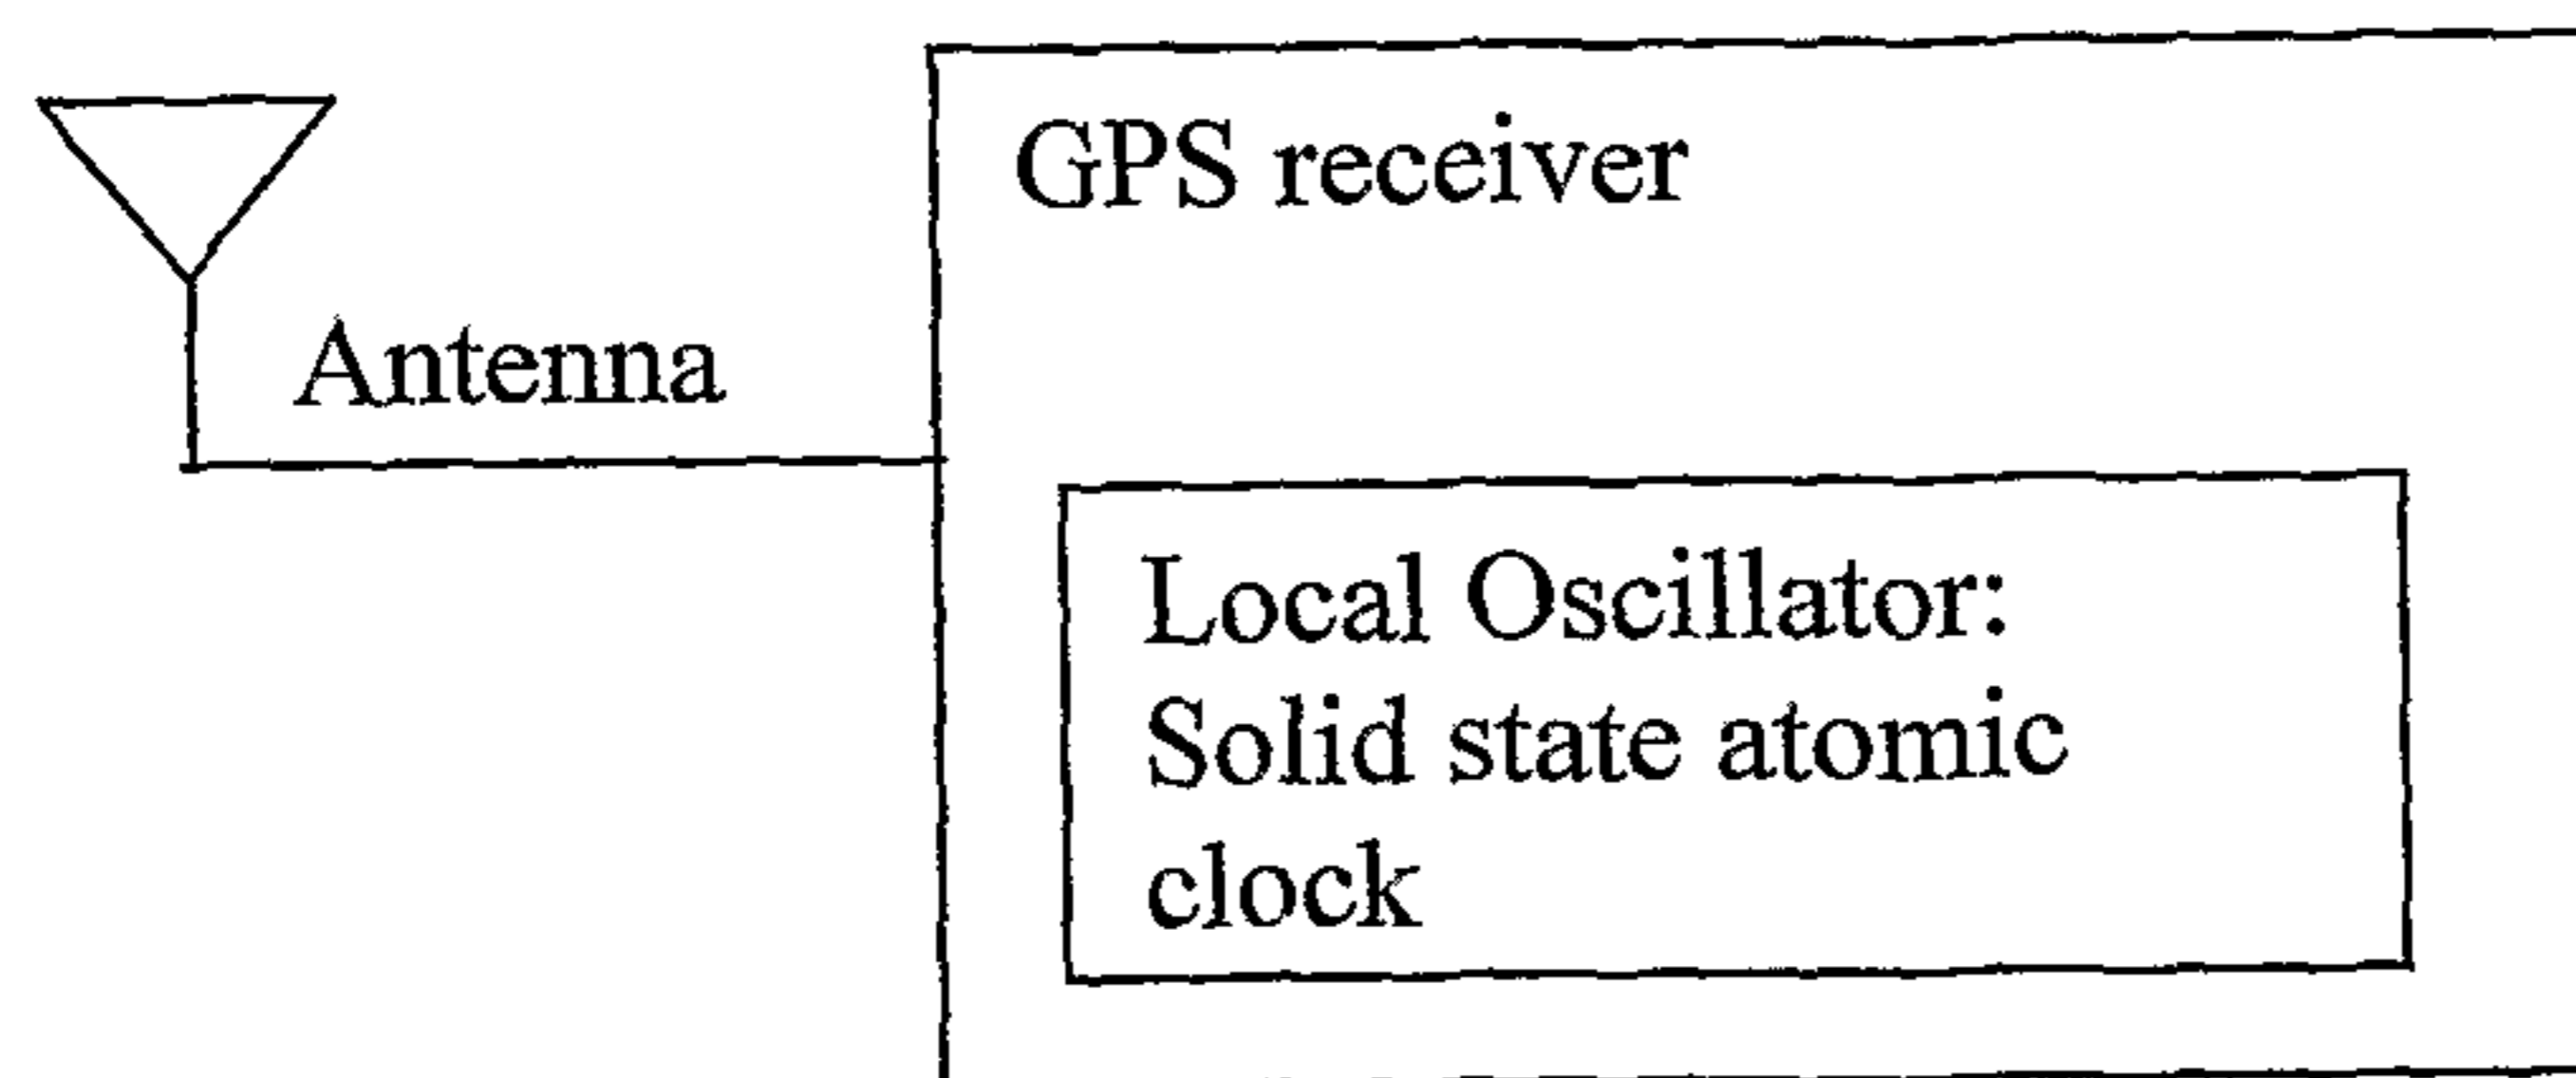 GPS receiver
Antenna
Local Oscillator:
Solid state atomic
clock